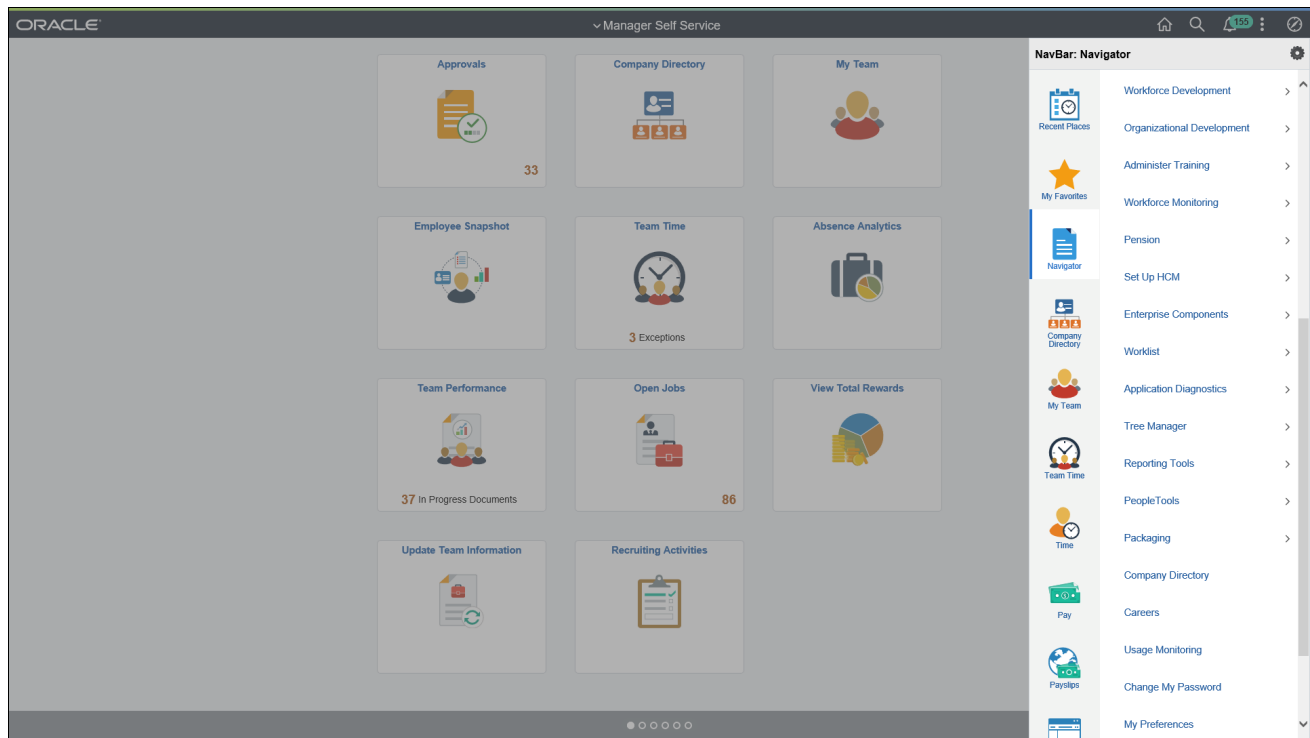 ORACLE
Manager Self Service
155
Approvals
33
Company Directory
My Team
Employee Snapshot
Team Time
3 Exceptions
Absence Analytics
Team Performance
37 In Progress Documents
Open Jobs
86
View Total Rewards
Update Team Information
Recruiting Activities
NavBar: Navigator
Recent Places
My Favorites
Navigator
Company
Directory
My Team
Team Time
Time
Pay
Payslips
Workforce Development
Organizational Development
Administer Training
Workforce Monitoring
Pension
Set Up HCM
Enterprise Components
Worklist
Application Diagnostics
Tree Manager
Reporting Tools
PeopleTools
Packaging
Company Directory
Careers
Usage Monitoring
Change My Password
My Preferences